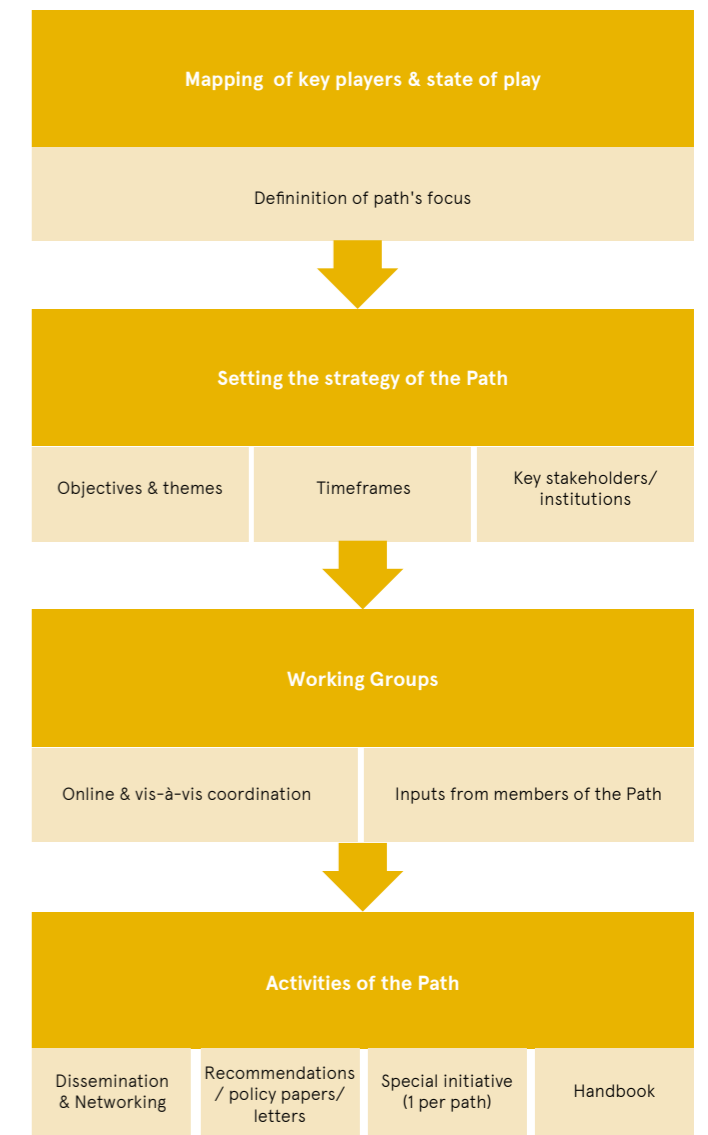 Mapping  of key players & state of play
Defininition of path's focus
Setting the strategy of the Path
Objectives & themes
Timeframes
Key stakeholders/
institutions
Working Groups
Online & vis-à-vis coordination
Inputs from members of the Path
Activities of the Path
Dissemination
& Networking
Recommendations
/ policy papers/
letters
Special initiative
(1 per path)
Handbook